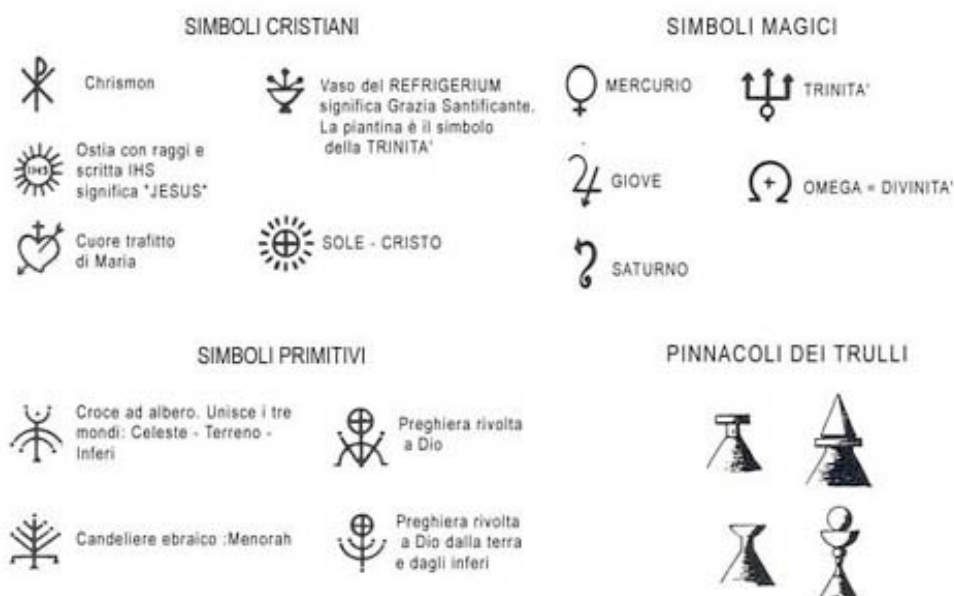 SIMBOLI CRISTIANI
Chrismon
Ostia con raggi e
scritta IHS
significa "JESUS"
Cuore trafitto
di Maria
Vaso del REFRIGERIUM
significa Grazia Santificante.
La piantina è il simbolo
della TRINITA'
SOLE - CRISTO
IHS
SIMBOLI MAGICI
MERCURIO
GIOVE
SATURNO
TRINITA'
OMEGA = DIVINITA'
SIMBOLI PRIMITIVI
Croce ad albero. Unisce i tre
mondi: Celeste - Terreno -
Inferi
Candeliere ebraico :Menorah
Preghiera rivolta
a Dio
Preghiera rivolta
a Dio dalla terra
e dagli inferi
PINNACOLI DEI TRULLI